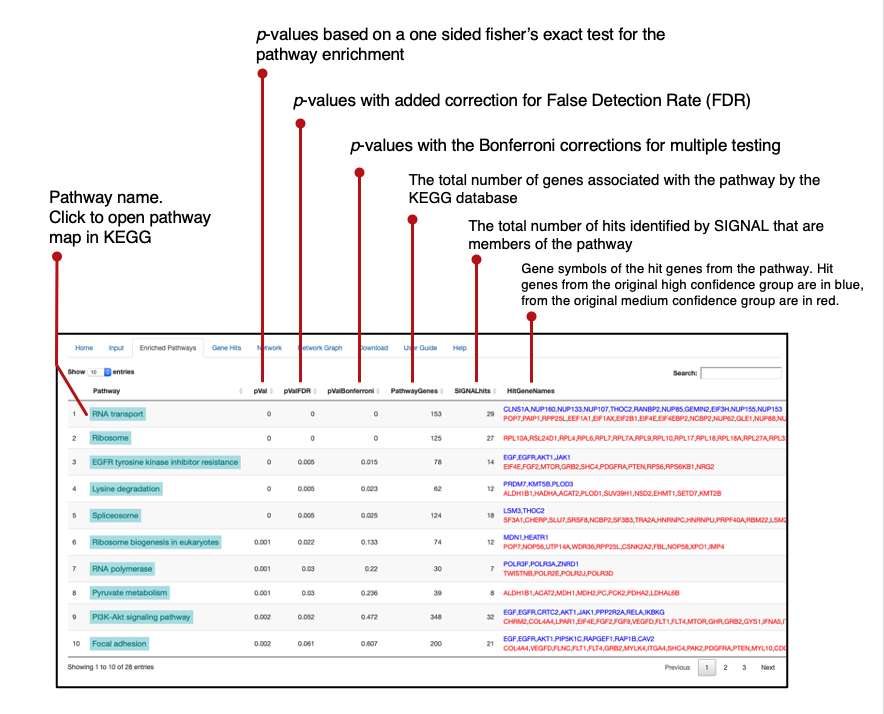 p-values based on a one sided fisher's exact test for the
pathway enrichment
p-values with added correction for False Detection Rate (FDR)
p-values with the Bonferroni corrections for multiple testing
The total number of genes associated with the pathway by the
KEGG database
Pathway name.
Click to open pathway
map in KEGG
The total number of hits identified by SIGNAL that are
members of the pathway
Gene symbols of the hit genes from the pathway. Hit
genes from the original high confidence group are in blue,
from the original medium confidence group are in red.
Home Input Enriched Pathways Gene Hits Network Network Graph Download User Guide Help
Show 10 entries Search:
Pathway pVal pValFDR pValBonferroni PathwayGenes SIGNALhits HitGeneNames
1 RNA transport 0 0 0 153 29 CLNS1A,NUP160,NUP133,NUP107,THOC2,RANBP2,NUP85,GEMIN2,EIF3H,NUP155,NUP153
POP7,PAIP1,RPP25L,EEF1A1,EIF1AX,EIF2B1,EIF4E,EIF4EBP2,NCBP2,NUP62,GLE1,NUP88,NU
2 Ribosome 0 0 0 125 27 RPL10A,RSL24D1,RPL4,RPL6,RPL7,RPL7A,RPL9,RPL10,RPL17,RPL18,RPL18A,RPL27A,RPL3
3 EGFR tyrosine kinase inhibitor resistance 0 0.005 0.015 78 14 EGF,EGFR,AKT1,JAK1
EIF4E,FGF2,MTOR,GRB2,SHC4,PDGFRA,PTEN,RPS6,RPS6KB1,NRG2
4 Lysine degradation 0 0.005 0.023 62 12 PRDM7,KMT5B,PLOD3
ALDH1B1,HADHA,ACAT2,PLOD1,SUV39H1,NSD2,EHMT1,SETD7,KMT2B
5 Spliceosome 0 0.005 0.025 124 18 LSM3,THOC2
SF3A1,CHERP,SLU7,SRSF8,NCBP2,SF3B3,TRA2A,HNRNPC,HNRNPU,PRPF40A,RBM22,LSM2
6 Ribosome biogenesis in eukaryotes 0.001 0.022 0.133 74 12 MDN1,HEATR1
POP7,NOP56,UTP14A,WDR36,RPP25L,CSNK2A2,FBL,NOP58,XPO1,IMP4
7 RNA polymerase 0.001 0.03 0.22 30 7 POLR3F,POLR3A,ZNRD1
TWISTNB,POLR2E,POLR2J,POLR3D
8 Pyruvate metabolism 0.001 0.03 0.236 39 8 ALDH1B1,ACAT2,MDH1,MDH2,PC,PCK2,PDHA2,LDHAL6B
9 PI3K-Akt signaling pathway 0.002 0.052 0.472 348 32 EGF,EGFR,CRTC2,AKT1,JAK1,PPP2R2A,RELA,IKBKG
CHRM2,COL4A4,LPAR1,EIF4E,FGF2,FGF9,VEGFD,FLT1,FLT4,MTOR,GHR,GRB2,GYS1,IFNA5,
10 Focal adhesion 0.002 0.061 0.607 200 21 EGF,EGFR,AKT1,PIP5K1C,RAPGEF1,RAP1B,CAV2
COL4A4,VEGFD,FLNC,FLT1,FLT4,GRB2,MYLK4,ITGA4,SHC4,PAK2,PDGFRA,PTEN,MYL10,CDC
Showing 1 to 10 of 28 entries Previous 1 2 3 Next